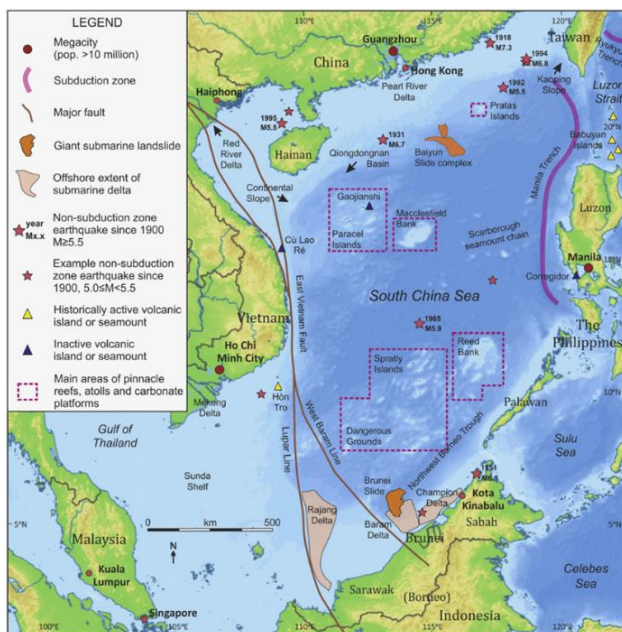 LEGEND
Megacity
(pop. >10 million)
Subduction zone
Major fault
Giant submarine landslide
Offshore extent of
submarine delta
year
Mx.x
Non-subduction zone
earthquake since 1900
M≥5.5
Example non-subduction
zone earthquake since
1900, 5.0≤M<5.5
Historically active volcanic
island or seamount
Inactive volcanic
island or seamount
Main areas of pinnacle
reefs, atolls and carbonate
platforms
110°E
115°E
120°E
China
Guangzhou
1918
M7.3
Taiwan
1994
M6.8
Ryukyu
Trench
Hong Kong
Pearl River
Delta
Kaoping
Slope
Haiphong
1992
M5.5
Luzon
Strait
1995
M5.5
Pratas
Islands
20°N
1931
M6.7
Babuyan
Islands
Red
River
Delta
Hainan
Qiongdongnan
Basin
Baiyun
Slide complex
Manila Trench
Continental
Slope
Gaojianshi
Luzon
Macclesfield
Bank
Paracel
Islands
Scarborough
seamount chain
Cù Lao
Ré
Manila
15°N
Corregidor
East Vietnam Fault
South China Sea
Vietnam
1965
M5.9
The
Philippines
Ho Chi
Minh City
Reed
Bank
Spratly
Islands
Mekong
Delta
Hòn
Tro
10°N
Palawan
Gulf of
Thailand
West Baram Line
Lupar Line
Dangerous
Grounds
Northwest Borneo Trough
Sulu
Sea
Sunda
Shelf
1951
Brunei
Slide
Champion
Delta
Kota
Kinabalu
0
km
500
Rajang
Delta
Baram
Delta
Sabah
5°N
5°N
Brunei
N
Malaysia
Kuala
Lumpur
Celebes
Sea
Sarawak
(Borneo)
Singapore
Indonesia
100°E
105°E
110°E
115°E
120°E